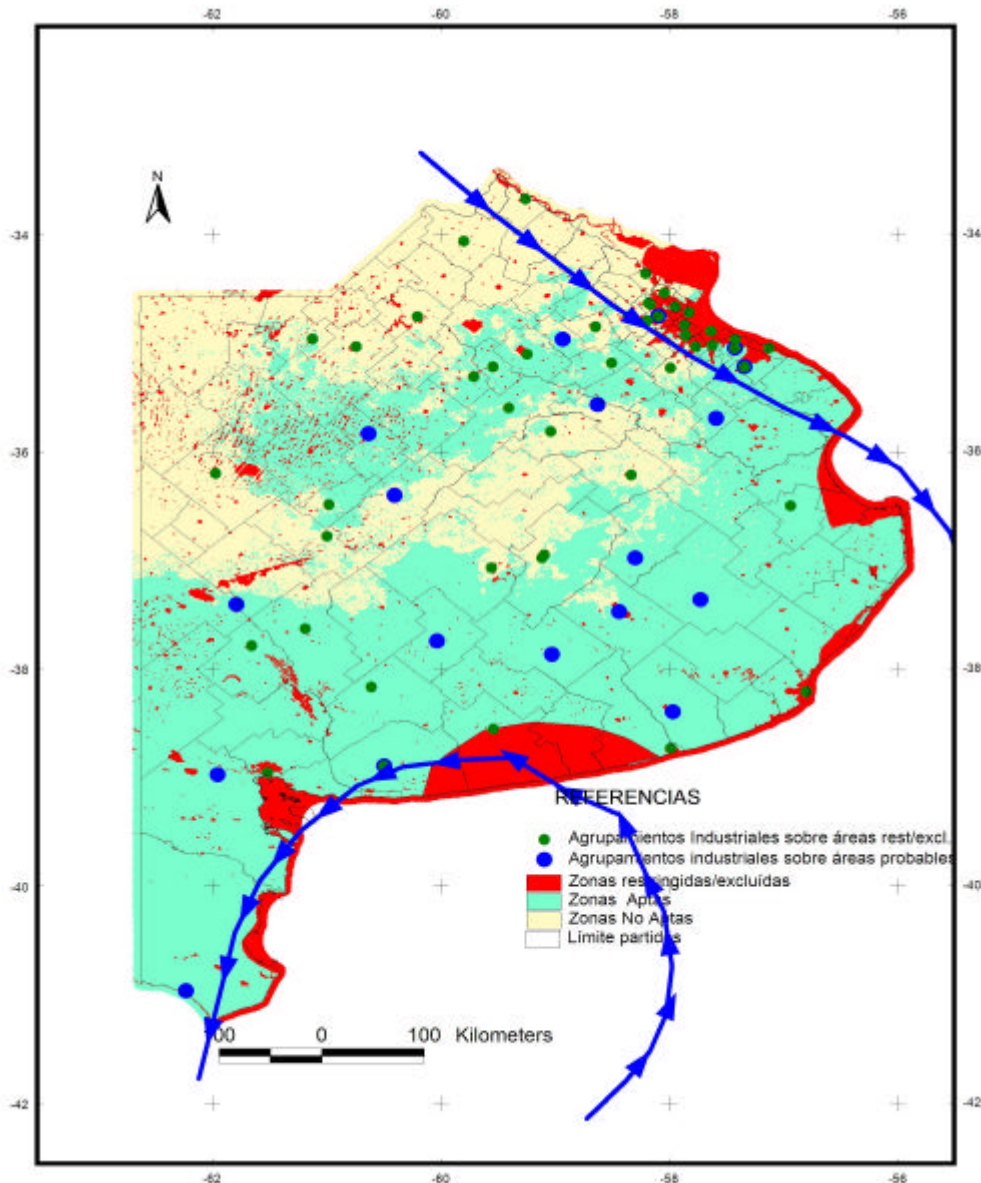 -62 -60 -58 -56
N
-34 -34
-36 -36
-38 -38
REFERENCIAS
Agrupamientos Industriales sobre áreas rest/excl.
Agrupamientos industriales sobre áreas probables
-40 Zonas restringidas/excluídas -40
Zonas Aptas
Zonas No Aptas
Límite partidos
100 0 100 Kilometers
-42 -42
-62 -60 -58 -56